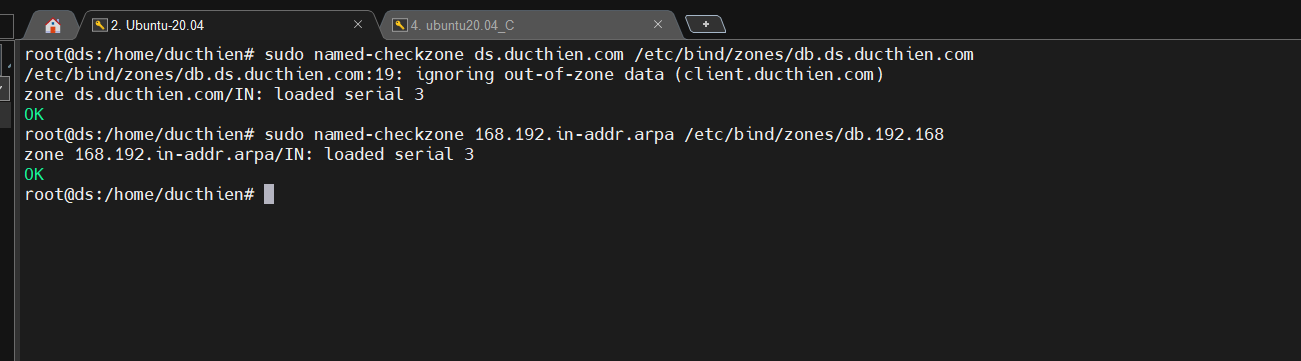 2. Ubuntu-20.04
4. ubuntu20.04_C
root@ds:/home/ducthien# sudo named-checkzone ds.ducthien.com /etc/bind/zones/db.ds.ducthien.com
/etc/bind/zones/db.ds.ducthien.com:19: ignoring out-of-zone data (client.ducthien.com)
zone ds.ducthien.com/IN: loaded serial 3
OK
root@ds:/home/ducthien# sudo named-checkzone 168.192.in-addr.arpa /etc/bind/zones/db.192.168
zone 168.192.in-addr.arpa/IN: loaded serial 3
OK
root@ds:/home/ducthien#